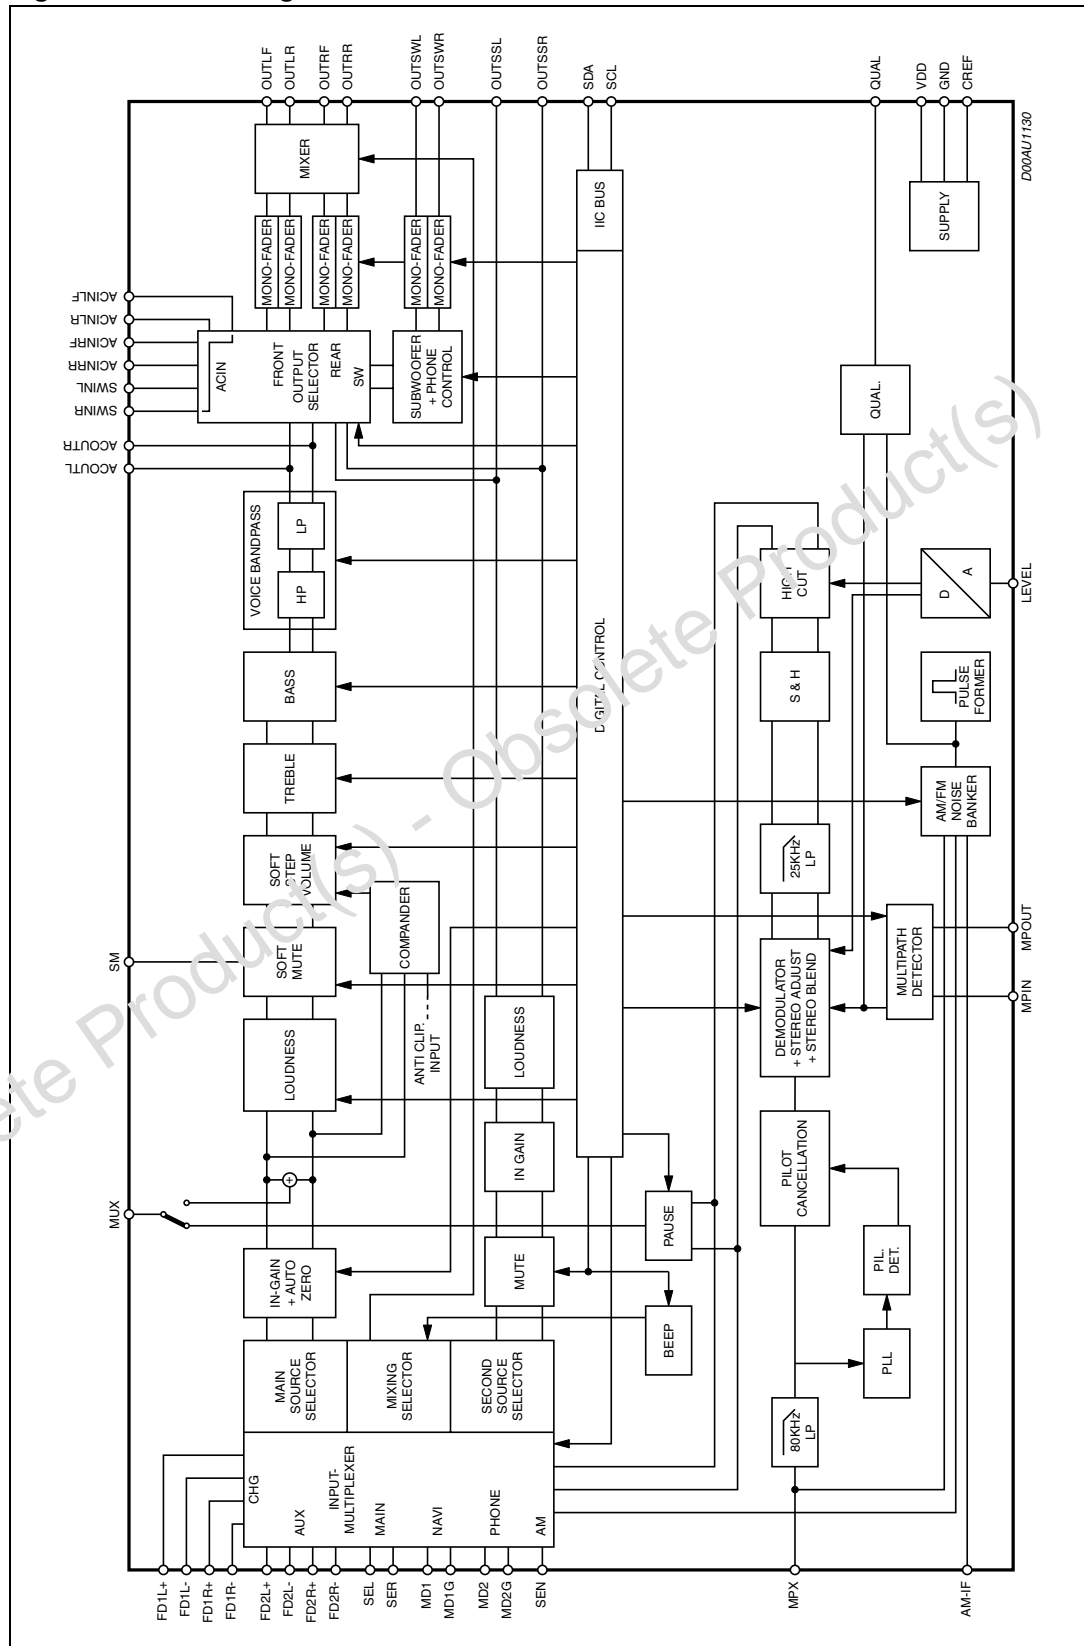 OUTLF
OUTLR
OUTRF
OUTRR
OUTSWL
OUTSWR
OUTSSL
OUTSSR
SDA
SCL
QUAL
VDD
GND
CREF
D00AU1130
MIXER
MONO-FADER
MONO-FADER
MONO-FADER
MONO-FADER
MONO-FADER
MONO-FADER
IIC BUS
SUPPLY
ACINLF
ACINLR
ACINRF
ACINRR
SWINL
SWINR
ACOUTR
ACOUTL
ACIN
FRONT
OUTPUT
SELECTOR
REAR
SW
SUBWOOFER
+ PHONE
CONTROL
QUAL.
VOICE BANDPASS
LP
HP
HIGH
CUT
D
A
LEVEL
BASS
DIGITAL CONTROL
S & H
PULSE
FORMER
TREBLE
SOFT
STEP
VOLUME
25KHz
LP
AM/FM
NOISE
BANKER
COMPANDER
SM
SOFT
MUTE
ANTI CLIP.
INPUT
LOUDNESS
LOUDNESS
DEMODULATOR
+ STEREO ADJUST
+ STEREO BLEND
MULTIPATH
DETECTOR
MPOUT
MPIN
MUX
+
IN GAIN
PAUSE
PILOT
CANCELLATION
IN-GAIN
+ AUTO
ZERO
MUTE
BEEP
PIL.
DET.
PLL
MAIN
SOURCE
SELECTOR
MIXING
SELECTOR
SECOND
SOURCE
SELECTOR
80KHz
LP
CHG
AUX
INPUT-
MULTIPLEXER
MAIN
NAVI
PHONE
AM
FD1L+
FD1L-
FD1R+
FD1R-
FD2L+
FD2L-
FD2R+
FD2R-
SEL
SER
MD1
MD1G
MD2
MD2G
SEN
MPX
AM-IF
ete Product(s) - Obsolete Product(s)